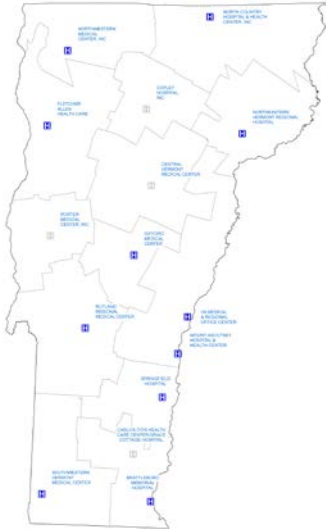 NORTHWESTERN
MEDICAL
CENTER, INC
NORTH COUNTRY
HOSPITAL & HEALTH
CENTER, INC
FLETCHER
ALLEN
HEALTH CARE
COPLEY
HOSPITAL,
INC
NORTHEASTERN
VERMONT REGIONAL
HOSPITAL
CENTRAL
VERMONT
MEDICAL CENTER
PORTER
MEDICAL
CENTER, INC
GIFFORD
MEDICAL
CENTER
RUTLAND
REGIONAL
MEDICAL CENTER
VA MEDICAL
& REGIONAL
OFFICE CENTER
MOUNT ASCUTNEY
HOSPITAL &
HEALTH CENTER
SPRINGFIELD
HOSPITAL
CARLOS OTIS HEALTH
CARE CENTER/GRACE
COTTAGE HOSPITAL
SOUTHWESTERN
VERMONT
MEDICAL CENTER
BRATTLEBORO
MEMORIAL
HOSPITAL